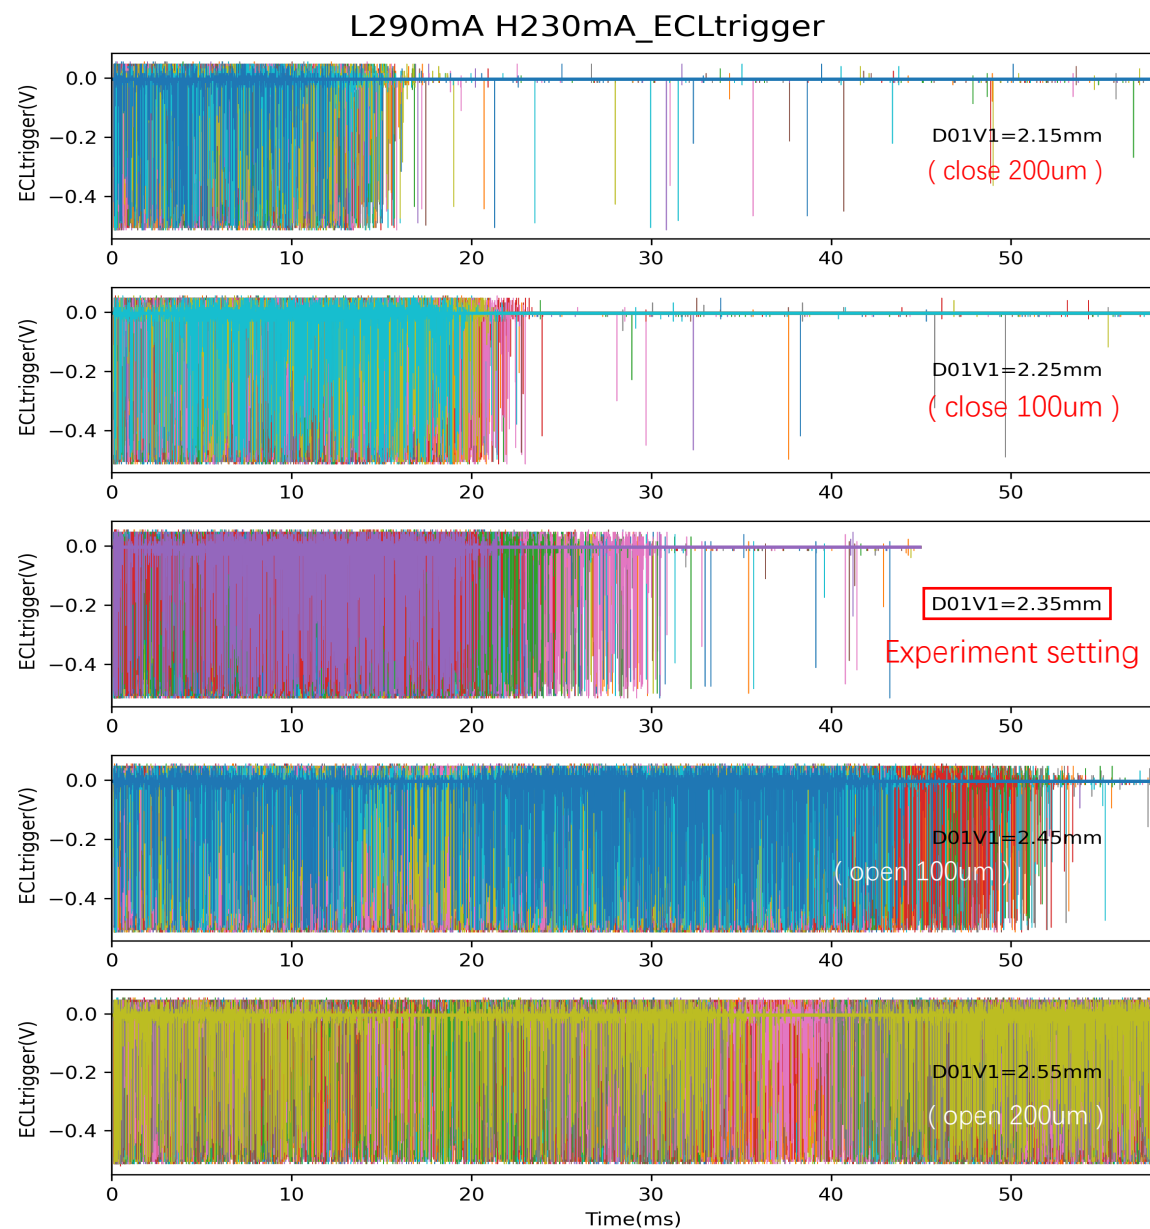 L290mA H230mA_ECLtrigger
ECLtrigger(V)
0.0
−0.2
−0.4
D01V1=2.15mm
( close 200um )
0 10 20 30 40 50
ECLtrigger(V)
0.0
−0.2
−0.4
D01V1=2.25mm
( close 100um )
0 10 20 30 40 50
ECLtrigger(V)
0.0
−0.2
−0.4
D01V1=2.35mm
Experiment setting
0 10 20 30 40 50
ECLtrigger(V)
0.0
−0.2
−0.4
D01V1=2.45mm
( open 100um )
0 10 20 30 40 50
ECLtrigger(V)
0.0
−0.2
−0.4
D01V1=2.55mm
( open 200um )
0 10 20 30 40 50
Time(ms)